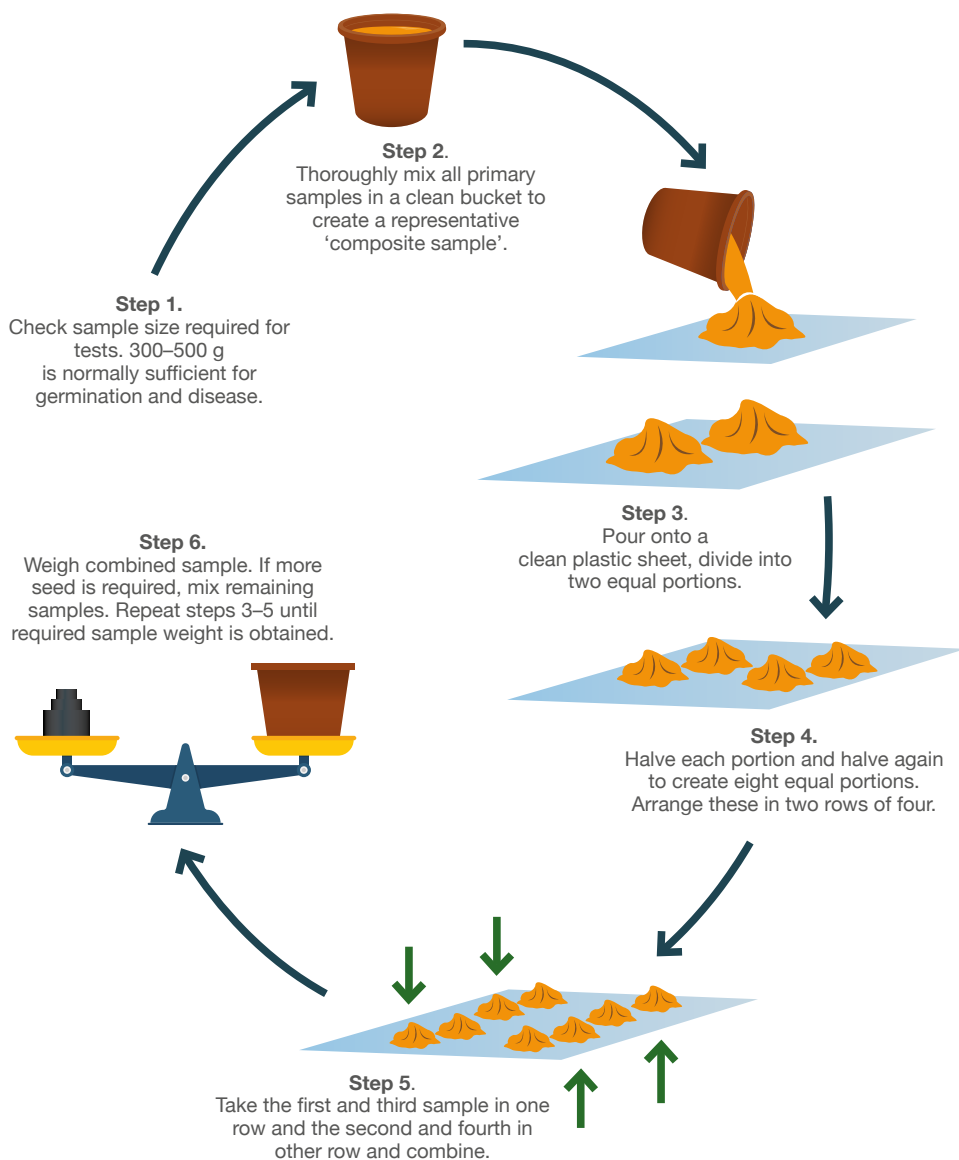 Step 1.
Check sample size required for
tests. 300–500 g
is normally sufficient for
germination and disease.
Step 2.
Thoroughly mix all primary
samples in a clean bucket to
create a representative
‘composite sample’.
Step 3.
Pour onto a
clean plastic sheet, divide into
two equal portions.
Step 4.
Halve each portion and halve again
to create eight equal portions.
Arrange these in two rows of four.
Step 5.
Take the first and third sample in one
row and the second and fourth in
other row and combine.
Step 6.
Weigh combined sample. If more
seed is required, mix remaining
samples. Repeat steps 3–5 until
required sample weight is obtained.